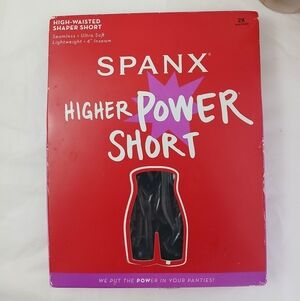 HIGH-WAISTED
SHAPER SHORT
Seamless • Ultra Soft
Lightweight • 4" Inseam
2X
SPANX
HIGHER POWER
SHORT
WE PUT THE POWER IN YOUR PANTIES!